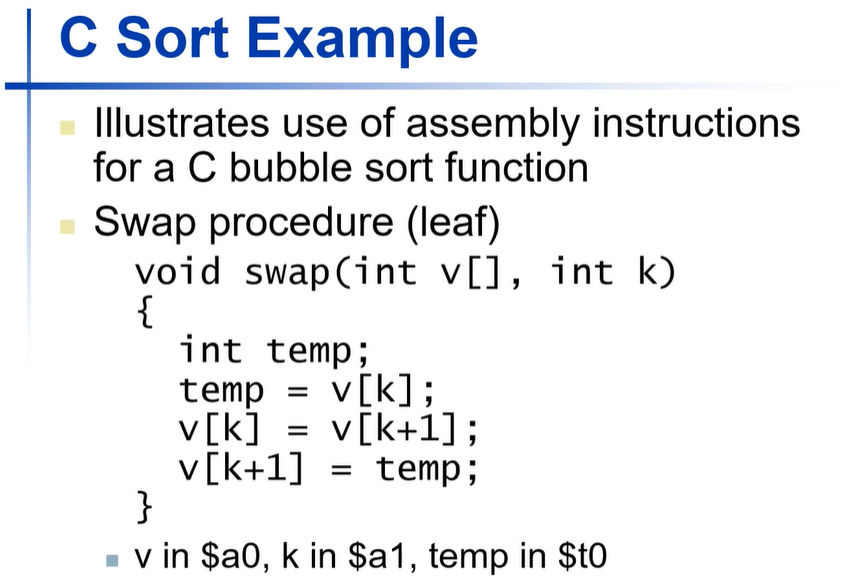 C Sort Example
Illustrates use of assembly instructions
for a C bubble sort function
Swap procedure (leaf)
void swap(int v[], int k)
{
int temp;
temp = v[k];
v[k] = v[k+1];
v[k+1] = temp;
}
v in $a0, k in $a1, temp in $t0